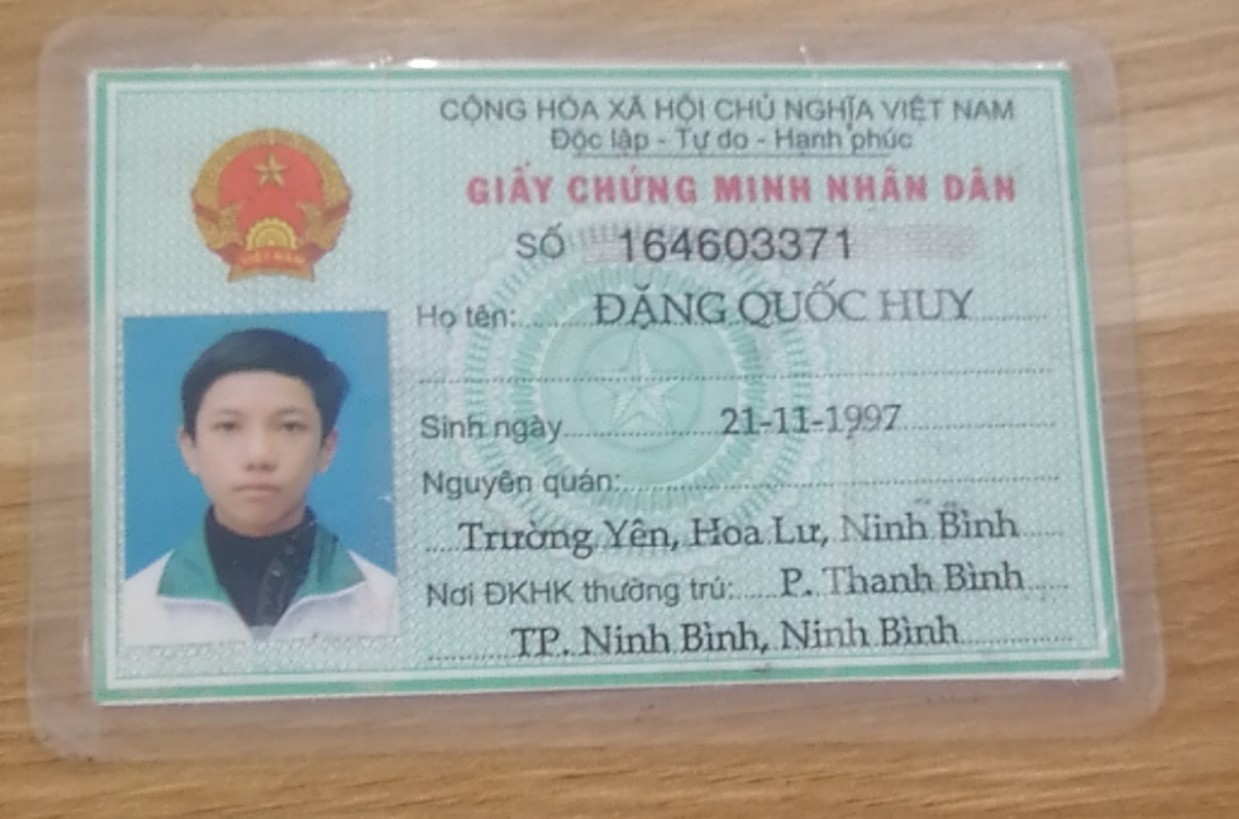 CỘNG HÒA XÃ HỘI CHỦ NGHĨA VIỆT NAM
Độc lập - Tự do - Hạnh phúc
GIẤY CHỨNG MINH NHÂN DÂN
SỐ 164603371
Họ tên: ĐẶNG QUỐC HUY
Sinh ngày 21-11-1997
Nguyên quán:
Trường Yên, Hoa Lư, Ninh Bình
Nơi ĐKHK thường trú: P. Thanh Bình
TP. Ninh Bình, Ninh Bình
VIỆT NAM